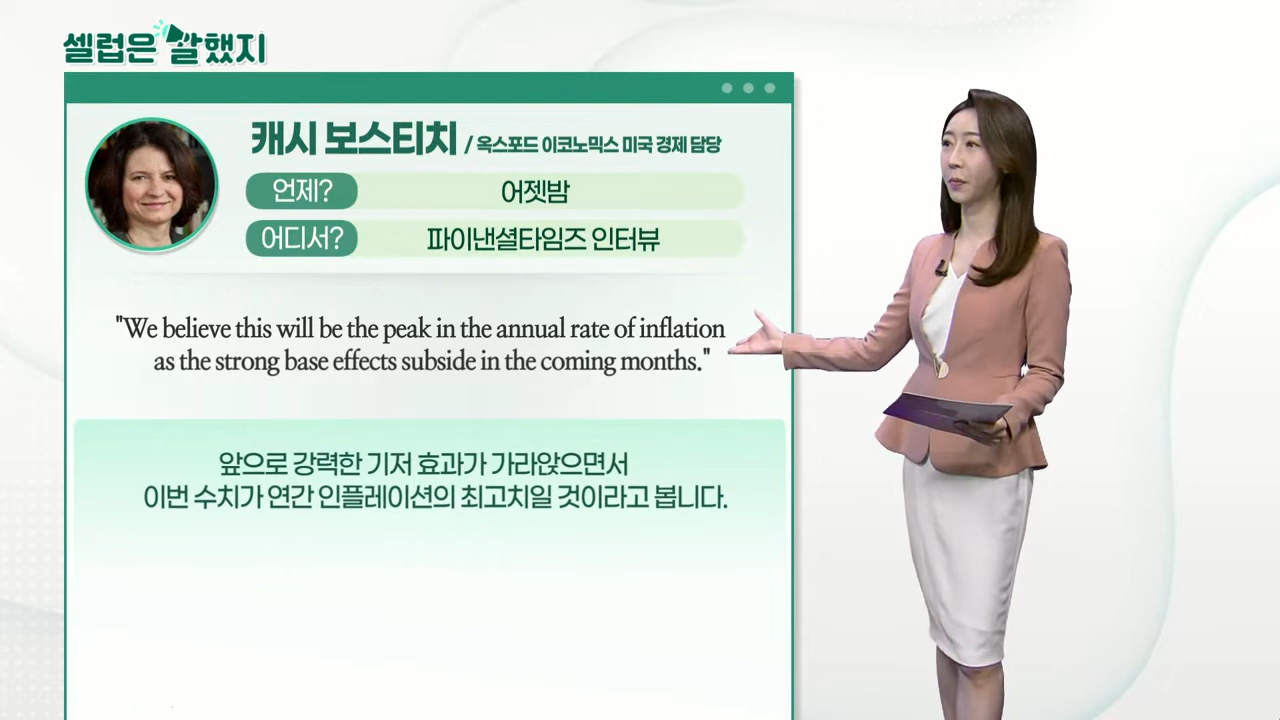 셀럽은 말했지
캐시 보스티치 / 옥스포드 이코노믹스 미국 경제 담당
언제? 어젯밤
어디서? 파이낸셜타임즈 인터뷰
"We believe this will be the peak in the annual rate of inflation
as the strong base effects subside in the coming months."
앞으로 강력한 기저 효과가 가라앉으면서
이번 수치가 연간 인플레이션의 최고치일 것이라고 봅니다.